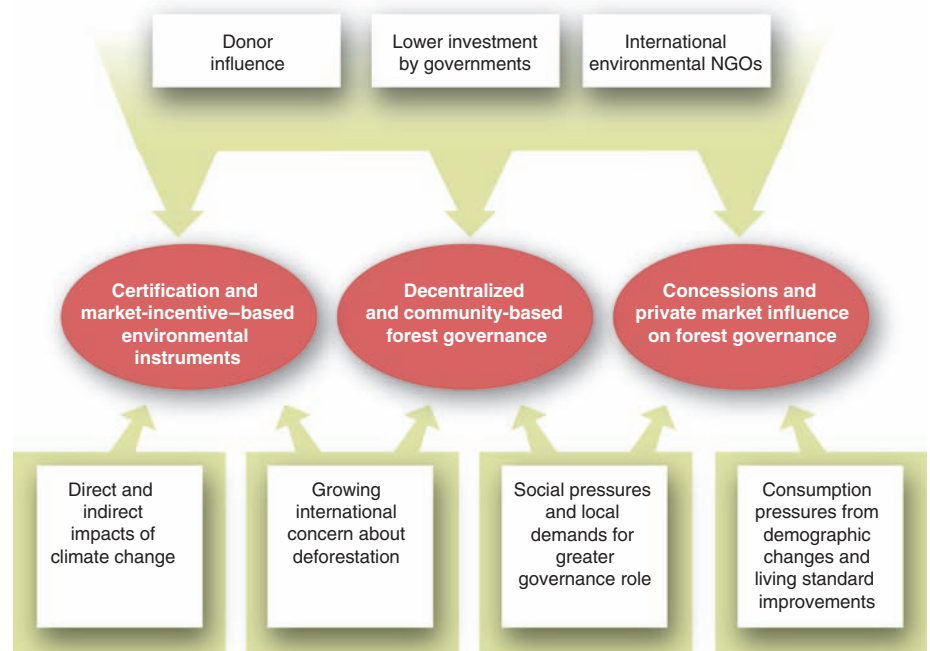 Donor
influence
Lower investment
by governments
International
environmental NGOs
Certification and
market-incentive–based
environmental
instruments
Decentralized
and community-based
forest governance
Concessions and
private market influence
on forest governance
Direct and
indirect
impacts of
climate change
Growing
international
concern about
deforestation
Social pressures
and local
demands for
greater
governance role
Consumption
pressures from
demographic
changes and
living standard
improvements